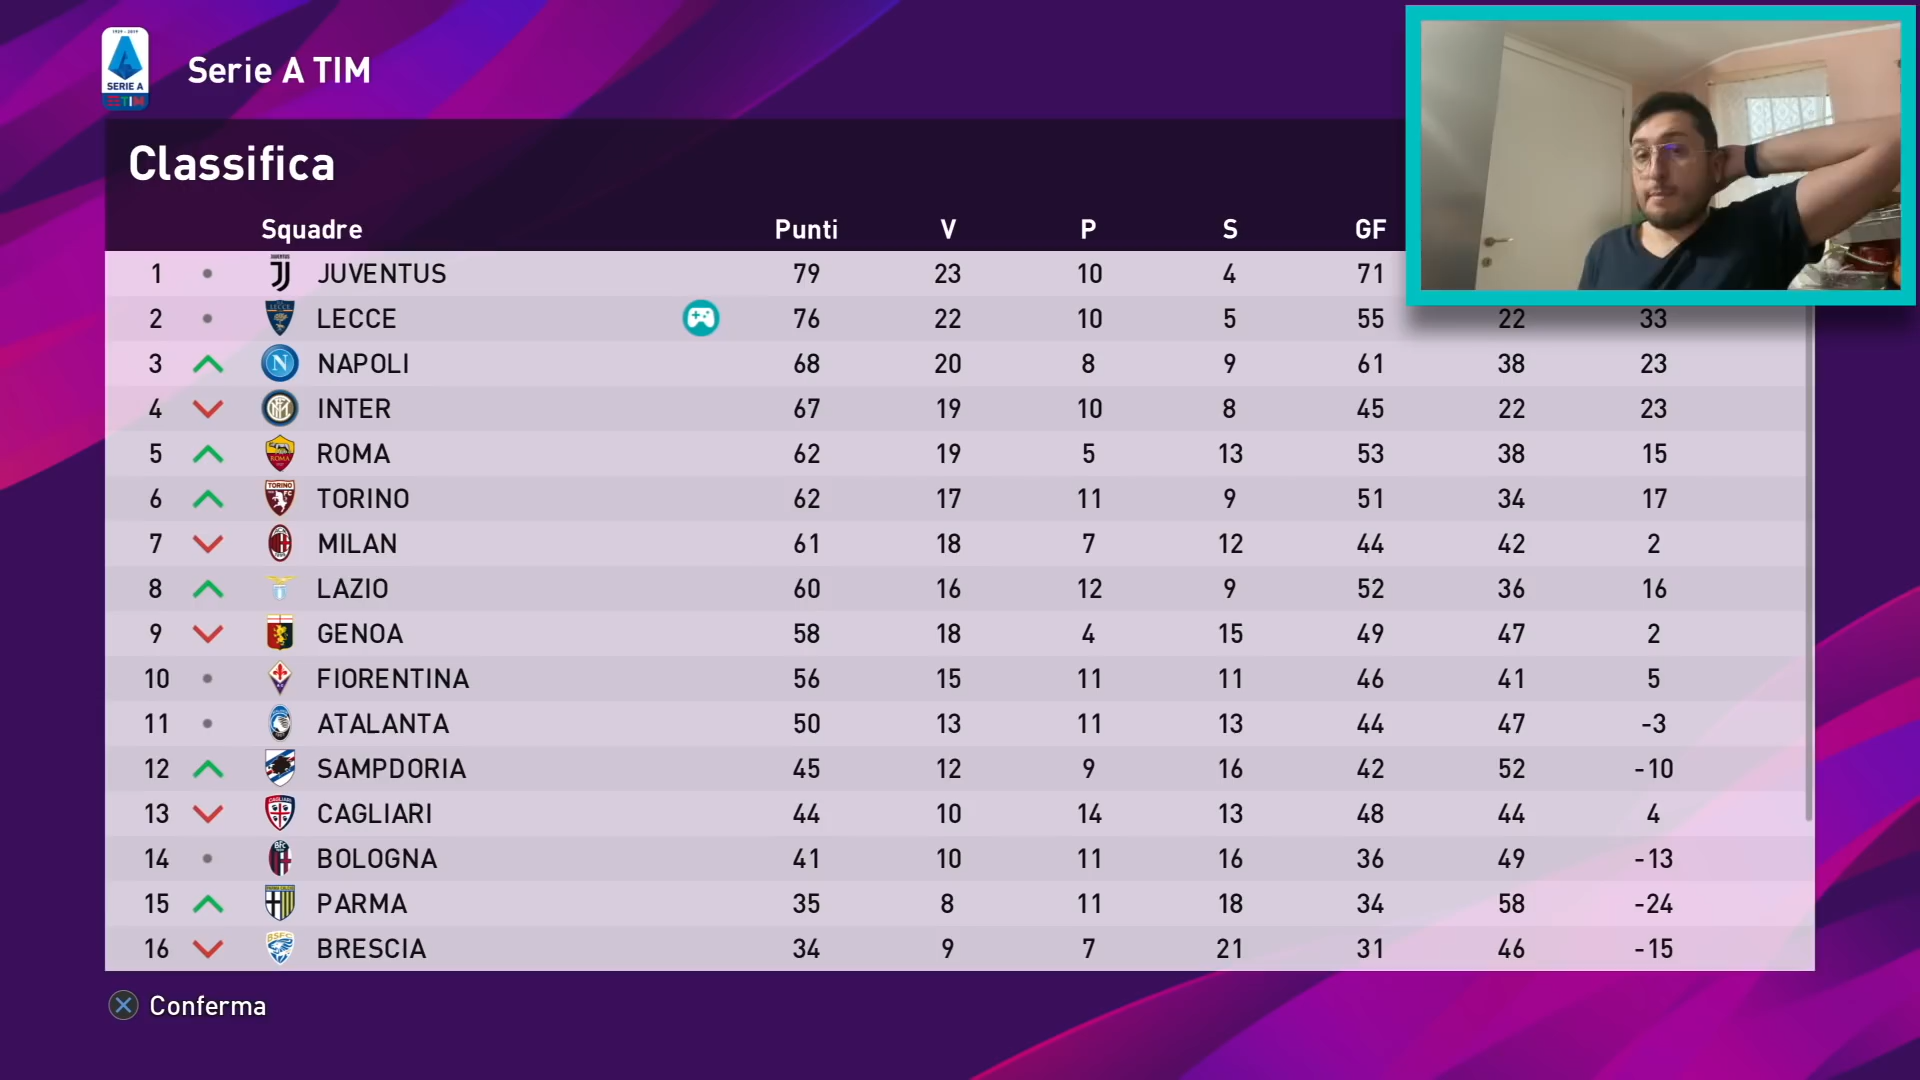 1929 - 2019
SERIE A
TIM
Serie A TIM
Classifica
Squadre Punti V P S GF
1 JUVENTUS 79 23 10 4 71
2 LECCE 76 22 10 5 55 22 33
3 NAPOLI 68 20 8 9 61 38 23
4 INTER 67 19 10 8 45 22 23
5 ROMA 62 19 5 13 53 38 15
6 TORINO 62 17 11 9 51 34 17
7 MILAN 61 18 7 12 44 42 2
8 LAZIO 60 16 12 9 52 36 16
9 GENOA 58 18 4 15 49 47 2
10 FIORENTINA 56 15 11 11 46 41 5
11 ATALANTA 50 13 11 13 44 47 -3
12 SAMPDORIA 45 12 9 16 42 52 -10
13 CAGLIARI 44 10 14 13 48 44 4
14 BOLOGNA 41 10 11 16 36 49 -13
15 PARMA 35 8 11 18 34 58 -24
16 BRESCIA 34 9 7 21 31 46 -15
Conferma